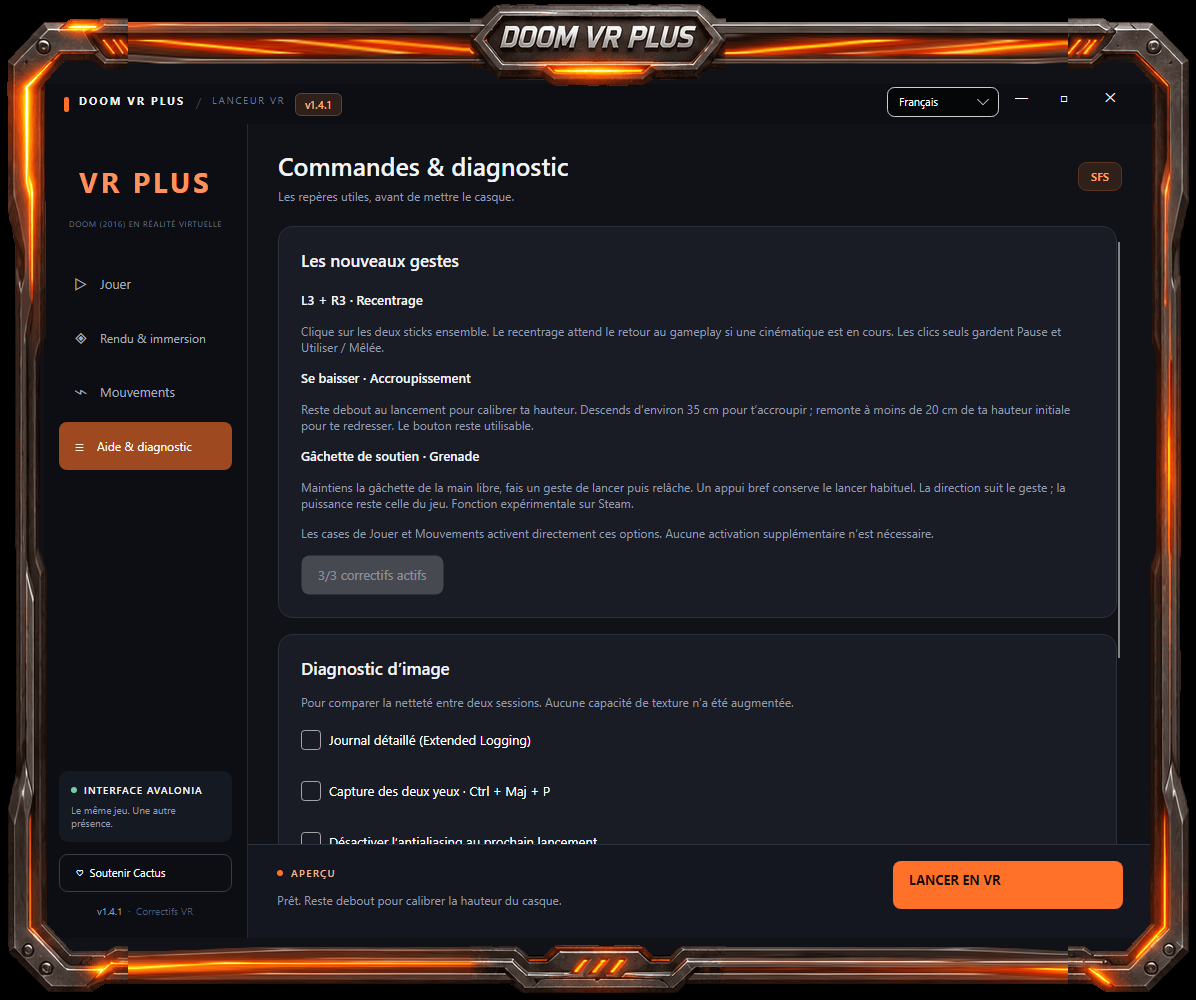 DOOM VR PLUS
DOOM VR PLUS / LANCEUR VR v1.4.1
Français
VR PLUS
DOOM (2016) EN RÉALITÉ VIRTUELLE
Jouer
Rendu & immersion
Mouvements
Aide & diagnostic
INTERFACE AVALONIA
Le même jeu. Une autre
présence.
Soutenir Cactus
v1.4.1 · Correctifs VR
Commandes & diagnostic
Les repères utiles, avant de mettre le casque.
SFS
Les nouveaux gestes
L3 + R3 · Recentrage
Clique sur les deux sticks ensemble. Le recentrage attend le retour au gameplay si une cinématique est en cours. Les clics seuls gardent Pause et
Utiliser / Mêlée.
Se baisser · Accroupissement
Reste debout au lancement pour calibrer ta hauteur. Descends d’environ 35 cm pour t’accroupir ; remonte à moins de 20 cm de ta hauteur initiale
pour te redresser. Le bouton reste utilisable.
Gâchette de soutien · Grenade
Maintiens la gâchette de la main libre, fais un geste de lancer puis relâche. Un appui bref conserve le lancer habituel. La direction suit le geste ; la
puissance reste celle du jeu. Fonction expérimentale sur Steam.
Les cases de Jouer et Mouvements activent directement ces options. Aucune activation supplémentaire n’est nécessaire.
3/3 correctifs actifs
Diagnostic d’image
Pour comparer la netteté entre deux sessions. Aucune capacité de texture n’a été augmentée.
Journal détaillé (Extended Logging)
Capture des deux yeux · Ctrl + Maj + P
Désactiver l’antialiasing au prochain lancement
APERÇU
Prêt. Reste debout pour calibrer la hauteur du casque.
LANCER EN VR